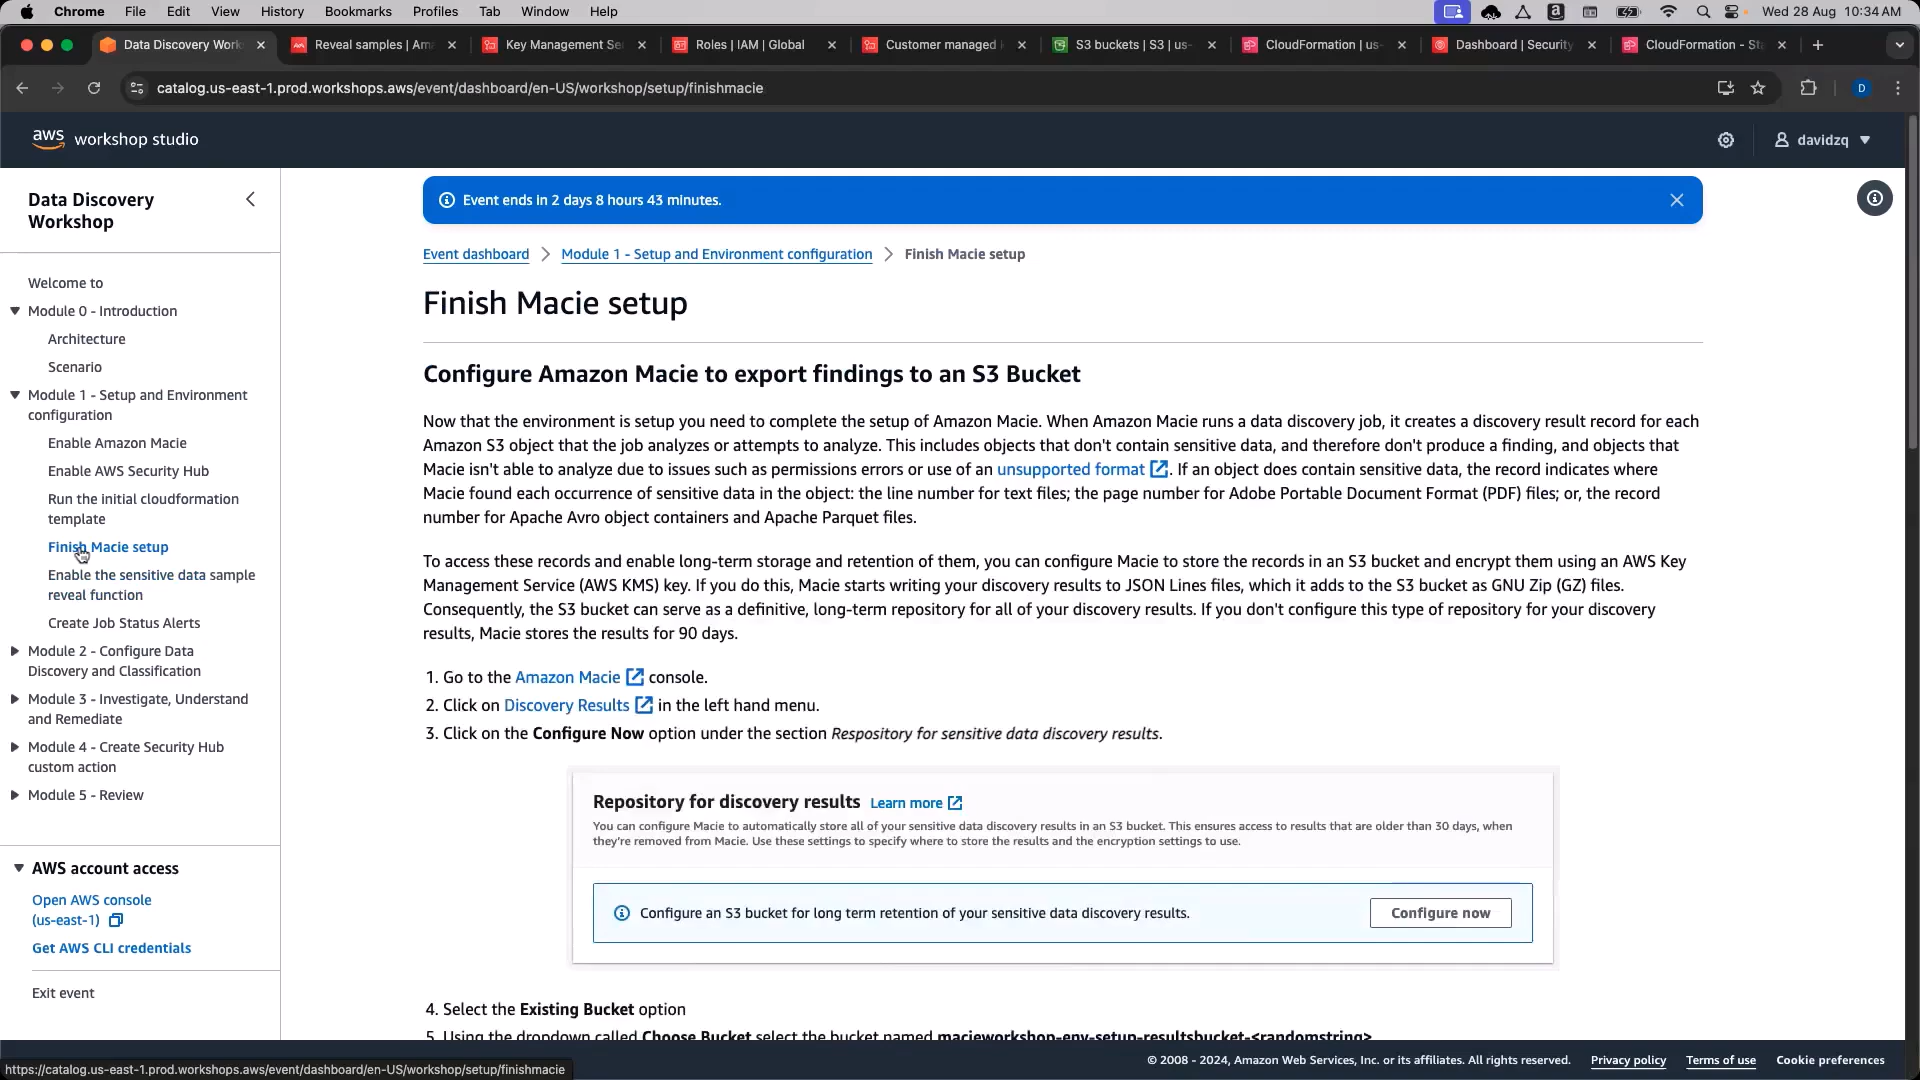 Chrome File Edit View History Bookmarks Profiles Tab Window Help Wed 28 Aug 10:34 AM
Data Discovery Work Reveal samples | Am Key Management Se Roles | IAM | Global Customer managed S3 buckets | S3 | us- CloudFormation | us- Dashboard | Security CloudFormation - St
catalog.us-east-1.prod.workshops.aws/event/dashboard/en-US/workshop/setup/finishmacie D
aws workshop studio davidzq
Data Discovery
Workshop
Welcome to
Module 0 - Introduction
Architecture
Scenario
Module 1 - Setup and Environment
configuration
Enable Amazon Macie
Enable AWS Security Hub
Run the initial cloudformation
template
Finish Macie setup
Enable the sensitive data sample
reveal function
Create Job Status Alerts
Module 2 - Configure Data
Discovery and Classification
Module 3 - Investigate, Understand
and Remediate
Module 4 - Create Security Hub
custom action
Module 5 - Review
AWS account access
Open AWS console
(us-east-1)
Get AWS CLI credentials
Exit event
Event ends in 2 days 8 hours 43 minutes.
Event dashboard > Module 1 - Setup and Environment configuration > Finish Macie setup
Finish Macie setup
Configure Amazon Macie to export findings to an S3 Bucket
Now that the environment is setup you need to complete the setup of Amazon Macie. When Amazon Macie runs a data discovery job, it creates a discovery result record for each
Amazon S3 object that the job analyzes or attempts to analyze. This includes objects that don't contain sensitive data, and therefore don't produce a finding, and objects that
Macie isn't able to analyze due to issues such as permissions errors or use of an unsupported format. If an object does contain sensitive data, the record indicates where
Macie found each occurrence of sensitive data in the object: the line number for text files; the page number for Adobe Portable Document Format (PDF) files; or, the record
number for Apache Avro object containers and Apache Parquet files.
To access these records and enable long-term storage and retention of them, you can configure Macie to store the records in an S3 bucket and encrypt them using an AWS Key
Management Service (AWS KMS) key. If you do this, Macie starts writing your discovery results to JSON Lines files, which it adds to the S3 bucket as GNU Zip (GZ) files.
Consequently, the S3 bucket can serve as a definitive, long-term repository for all of your discovery results. If you don't configure this type of repository for your discovery
results, Macie stores the results for 90 days.
1. Go to the Amazon Macie console.
2. Click on Discovery Results in the left hand menu.
3. Click on the Configure Now option under the section Respository for sensitive data discovery results.
Repository for discovery results Learn more
You can configure Macie to automatically store all of your sensitive data discovery results in an S3 bucket. This ensures access to results that are older than 30 days, when
they're removed from Macie. Use these settings to specify where to store the results and the encryption settings to use.
Configure an S3 bucket for long term retention of your sensitive data discovery results. Configure now
4. Select the Existing Bucket option
5. Using the dropdown called Choose Bucket select the bucket named macieworkshop-env-setup-resultsbucket-<randomstring>
© 2008 - 2024, Amazon Web Services, Inc. or its affiliates. All rights reserved. Privacy policy Terms of use Cookie preferences
https://catalog.us-east-1.prod.workshops.aws/event/dashboard/en-US/workshop/setup/finishmacie